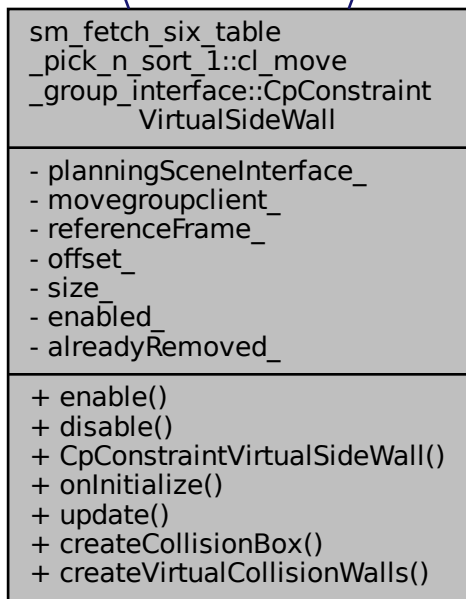 sm_fetch_six_table
_pick_n_sort_1::cl_move
_group_interface::CpConstraint
VirtualSideWall
- planningSceneInterface_
- movegroupclient_
- referenceFrame_
- offset_
- size_
- enabled_
- alreadyRemoved_
+ enable()
+ disable()
+ CpConstraintVirtualSideWall()
+ onInitialize()
+ update()
+ createCollisionBox()
+ createVirtualCollisionWalls()